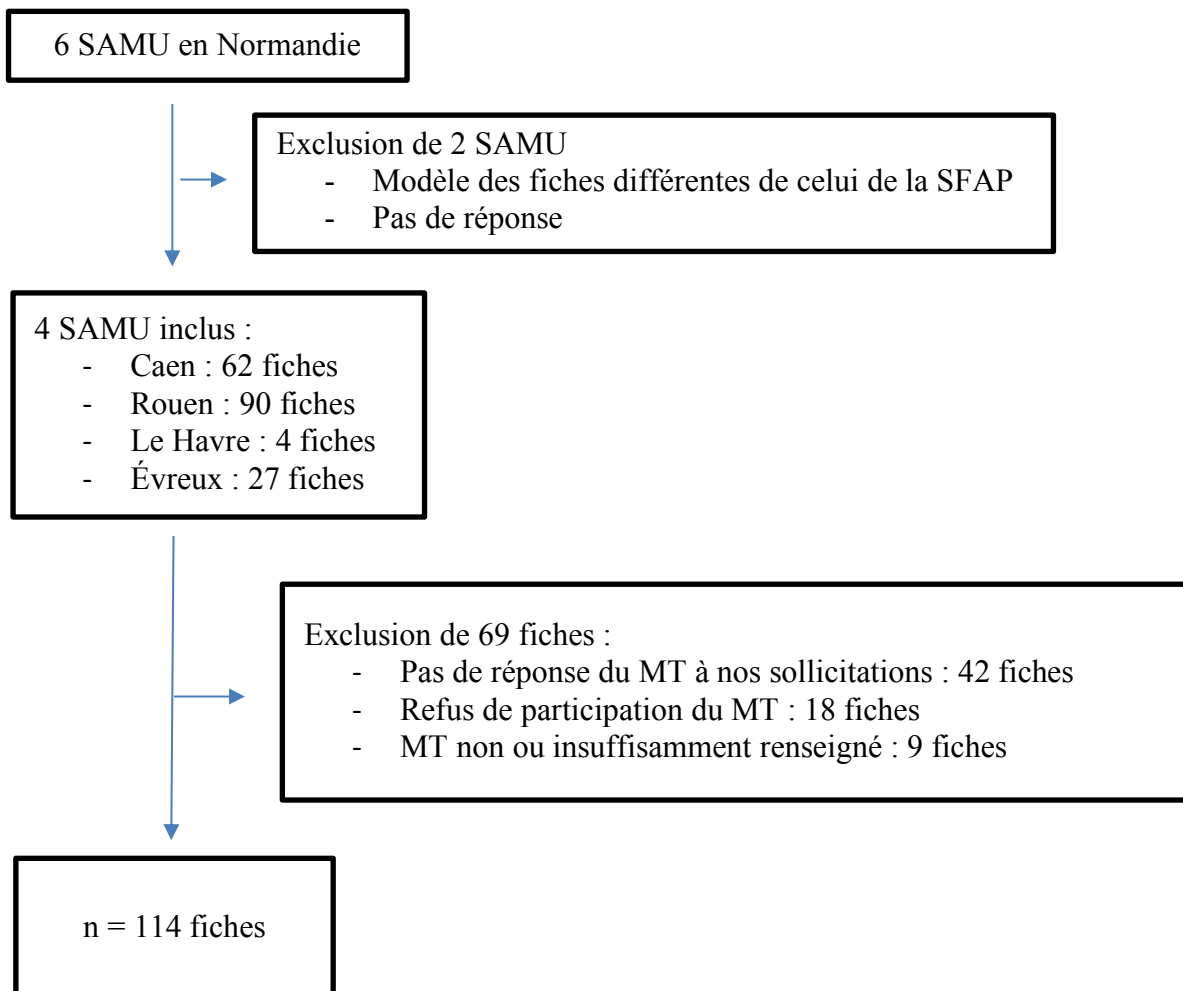 6 SAMU en Normandie
Exclusion de 2 SAMU
- Modèle des fiches différentes de celui de la SFAP
- Pas de réponse
4 SAMU inclus :
- Caen : 62 fiches
- Rouen : 90 fiches
- Le Havre : 4 fiches
- Évreux : 27 fiches
Exclusion de 69 fiches :
- Pas de réponse du MT à nos sollicitations : 42 fiches
- Refus de participation du MT : 18 fiches
- MT non ou insuffisamment renseigné : 9 fiches
n = 114 fiches